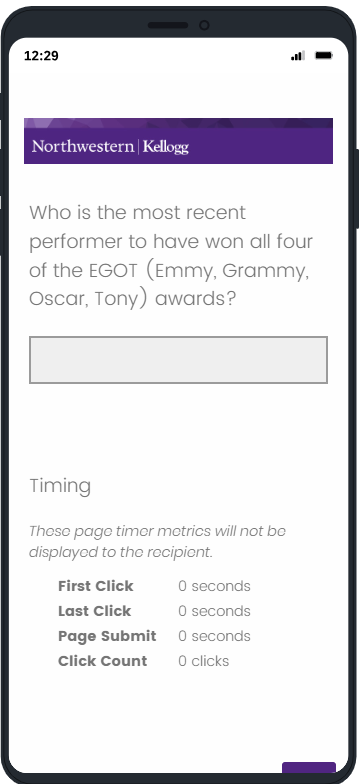 12:29
Northwestern | Kellogg
Who is the most recent
performer to have won all four
of the EGOT (Emmy, Grammy,
Oscar, Tony) awards?
Timing
These page timer metrics will not be
displayed to the recipient.
First Click 0 seconds
Last Click 0 seconds
Page Submit 0 seconds
Click Count 0 clicks